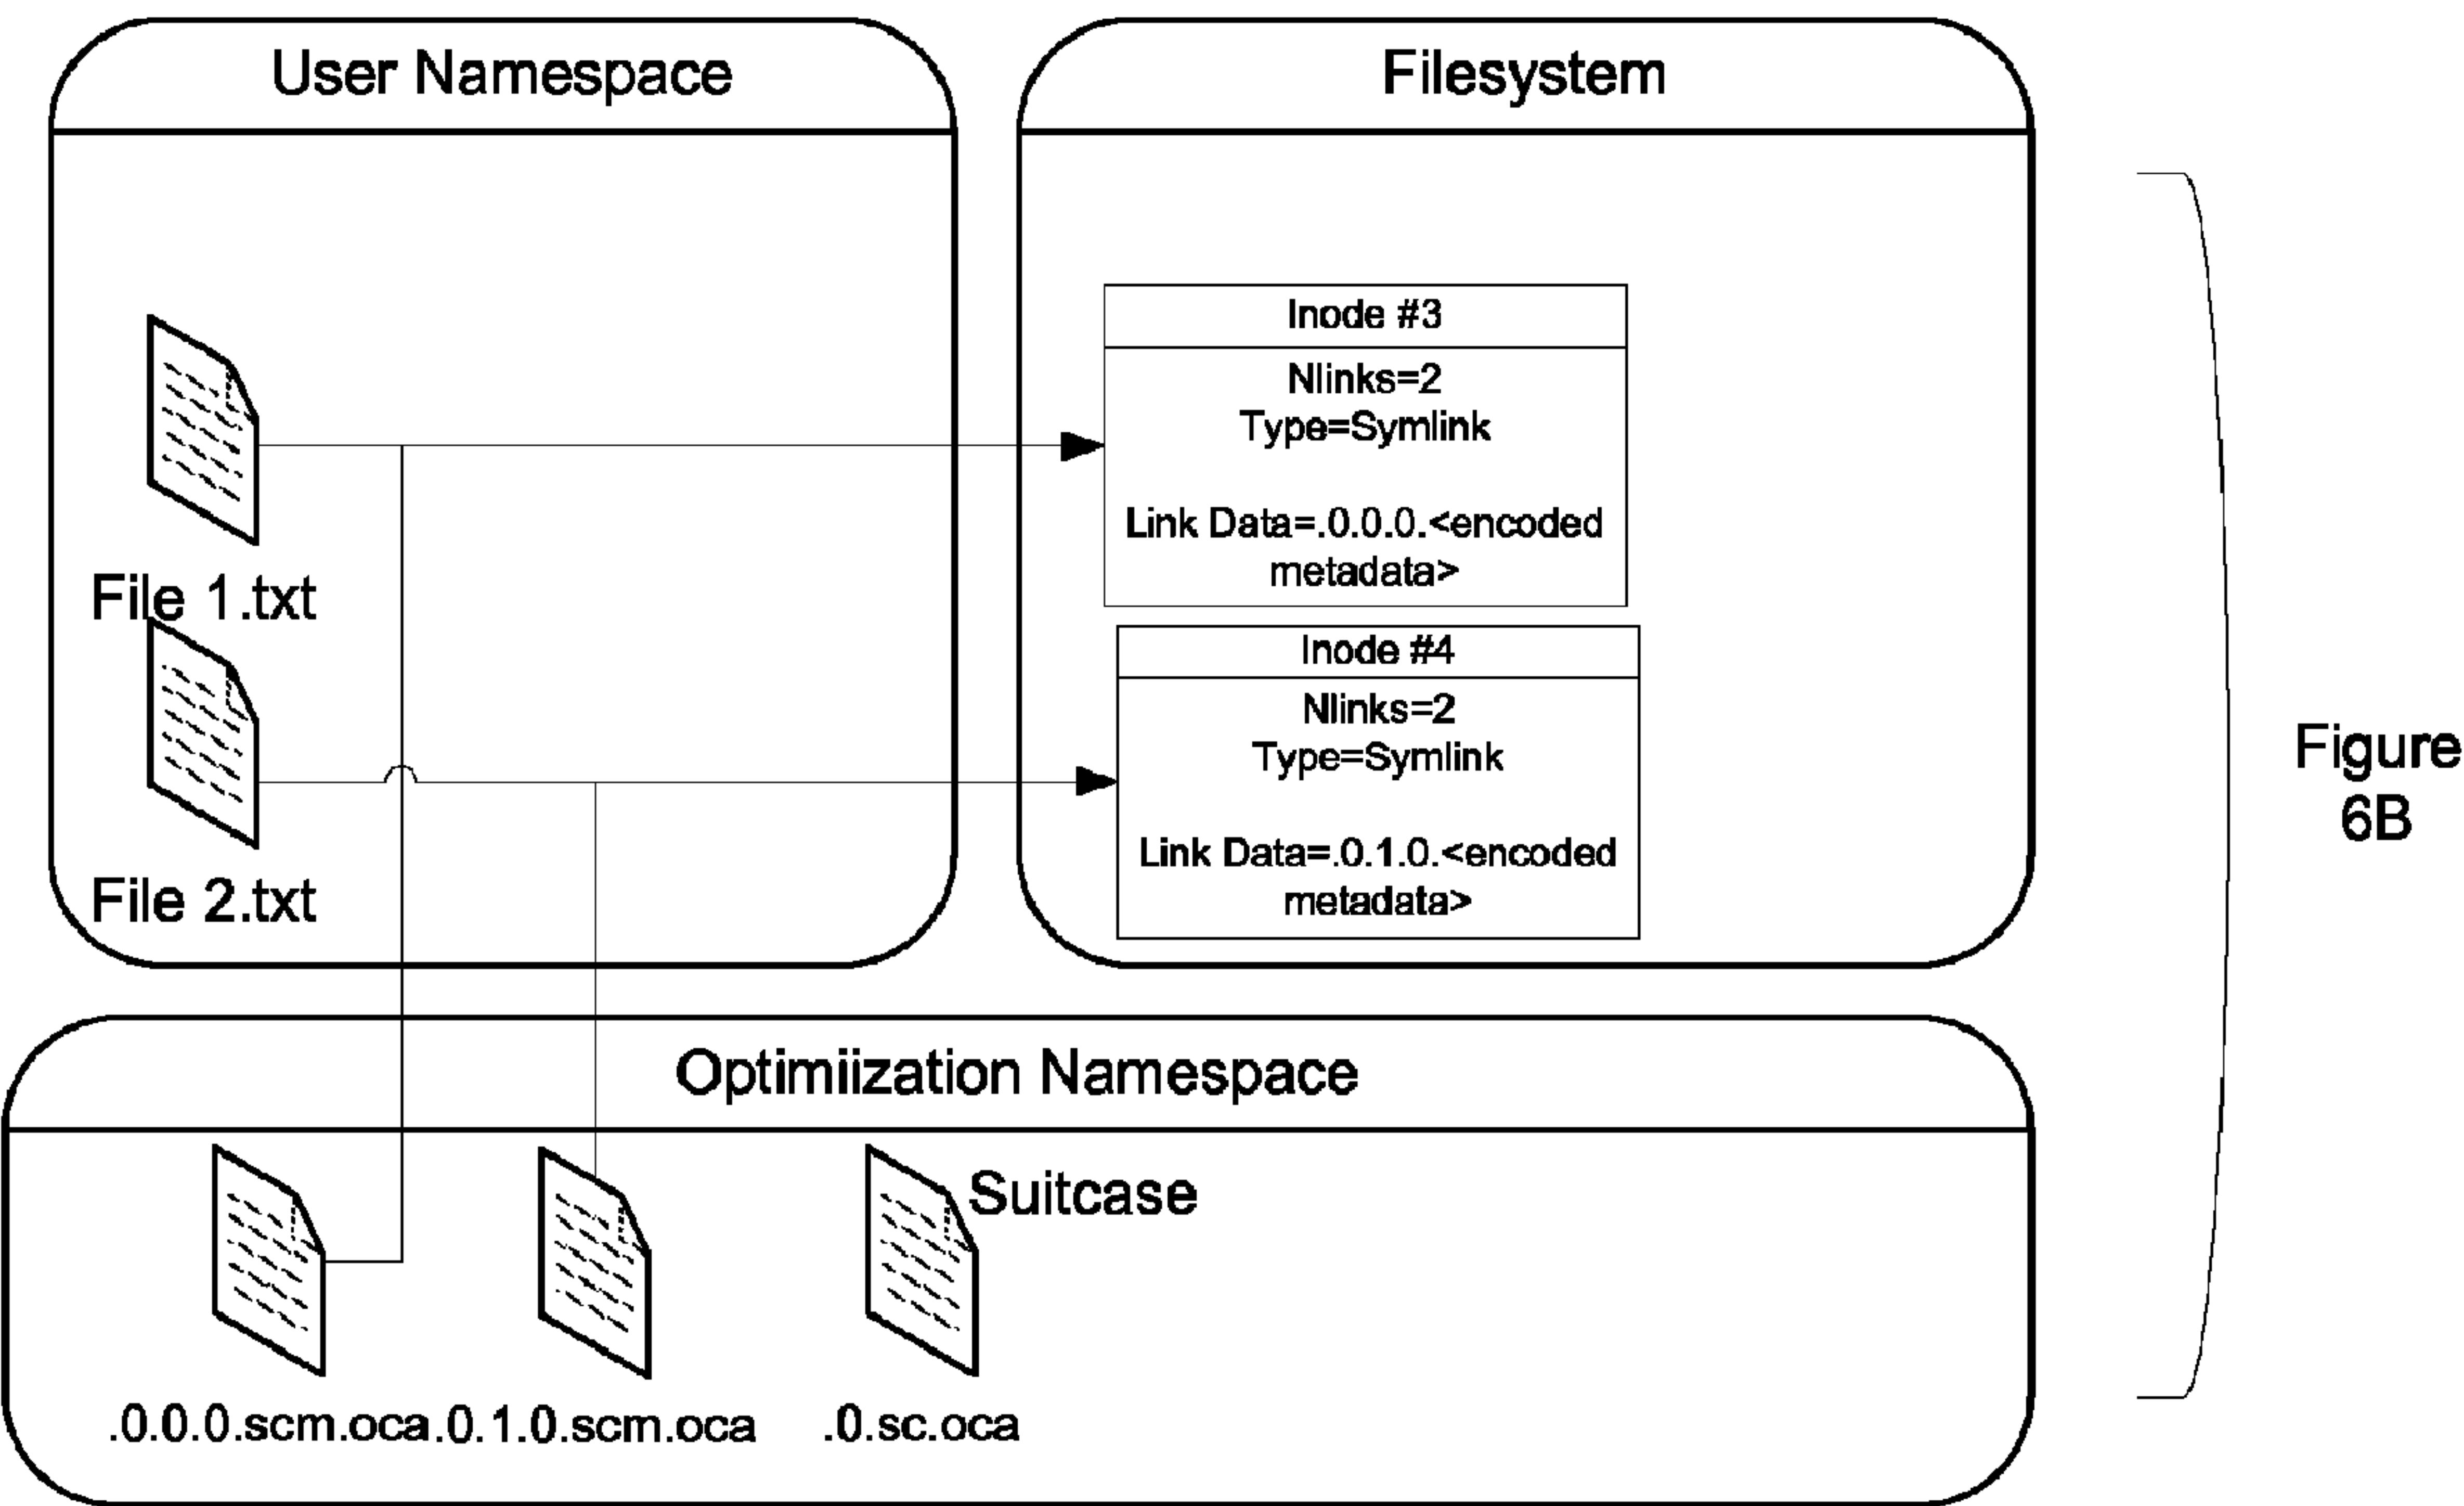 User Namespace
Filesystem
File 1.txt
File 2.txt
Inode #3
Nlinks=2
Type=Symlink
Link Data=.0.0.0.<encoded
metadata>
Inode #4
Nlinks=2
Type=Symlink
Link Data=.0.1.0.<encoded
metadata>
Optimiization Namespace
Suitcase
.0.0.0.scm.oca
.0.1.0.scm.oca
.0.sc.oca
Figure
6B